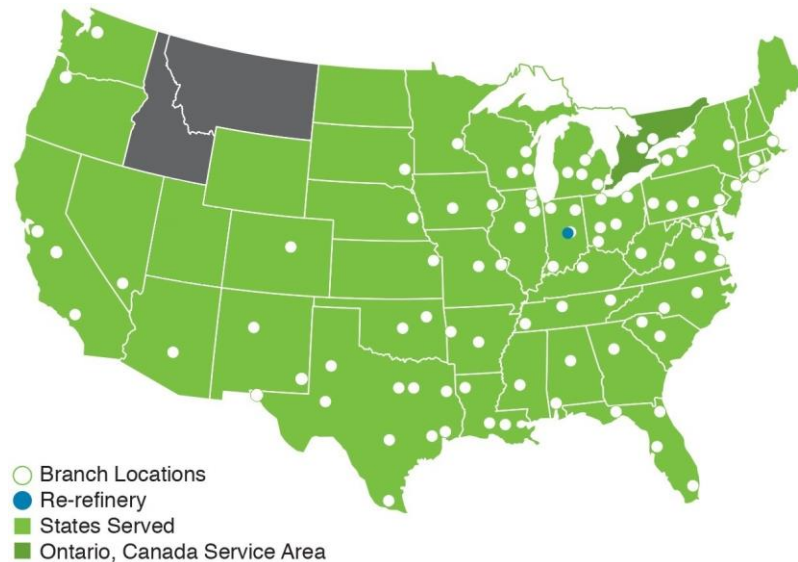 Branch Locations
Re-refinery
States Served
Ontario, Canada Service Area